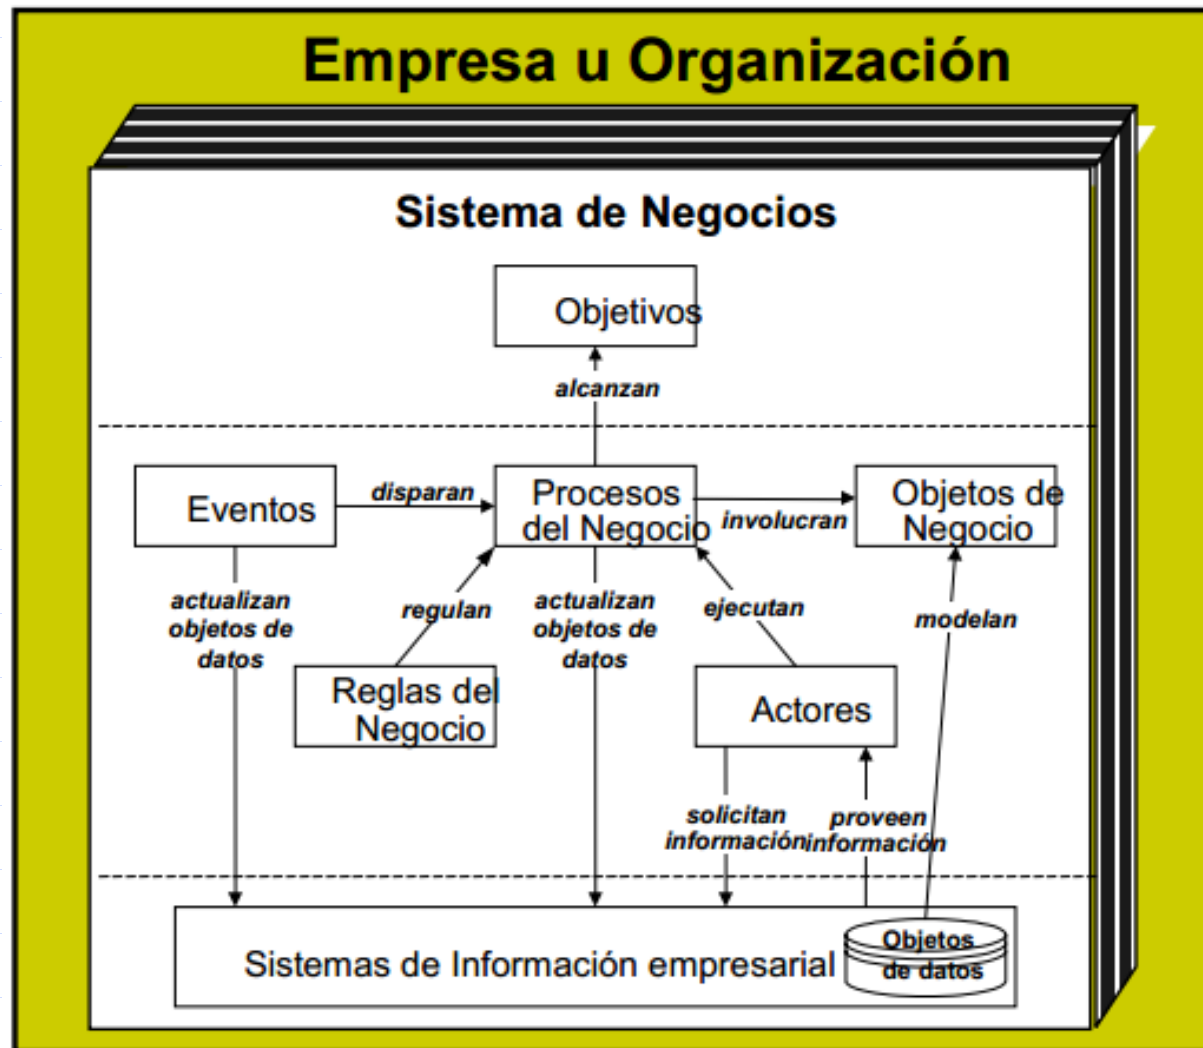 Empresa u Organización
Sistema de Negocios
Objetivos
alcanzan
Eventos
disparan
Procesos
del Negocio
involucran
Objetos de
Negocio
actualizan
objetos de
datos
regulan
actualizan
objetos de
datos
ejecutan
modelan
Reglas del
Negocio
Actores
solicitan
información
proveen
información
Sistemas de Información empresarial
Objetos
de datos